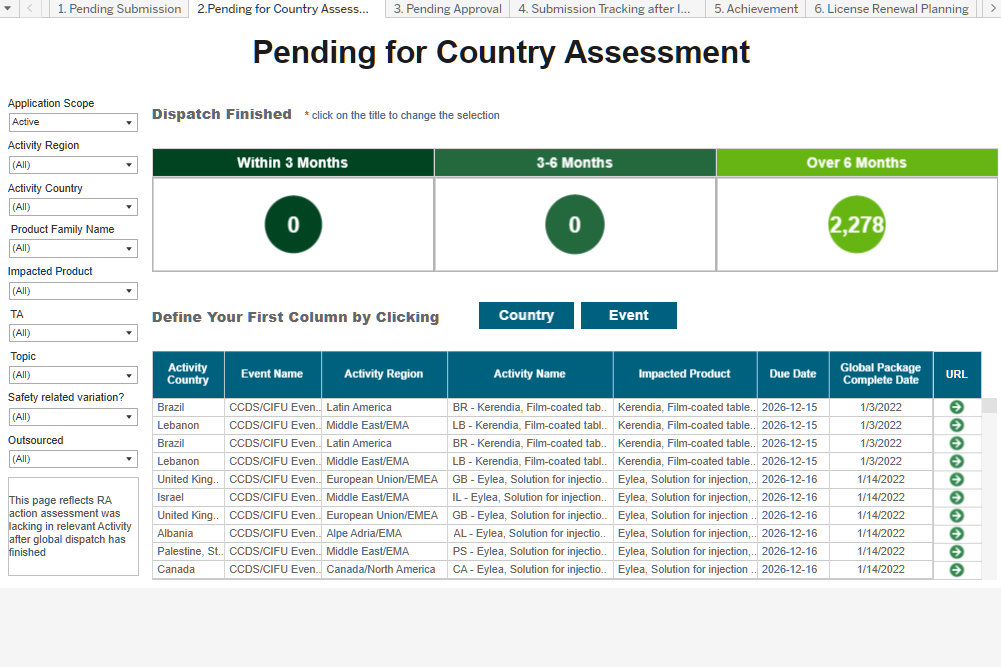 1. Pending Submission 2.Pending for Country Assess... 3. Pending Approval 4. Submission Tracking after I... 5. Achievement 6. License Renewal Planning
Pending for Country Assessment
Application Scope
Active
Activity Region
(All)
Activity Country
(All)
Product Family Name
(All)
Impacted Product
(All)
TA
(All)
Topic
(All)
Safety related variation?
(All)
Outsourced
(All)
This page reflects RA
action assessment was
lacking in relevant Activity
after global dispatch has
finished
Dispatch Finished * click on the title to change the selection
Within 3 Months 3-6 Months Over 6 Months
0 0 2,278
Define Your First Column by Clicking Country Event
Activity Country Event Name Activity Region Activity Name Impacted Product Due Date Global Package Complete Date URL
Brazil CCDS/CIFU Even.. Latin America BR - Kerendia, Film-coated tab.. Kerendia, Film-coated table.. 2026-12-15 1/3/2022
Lebanon CCDS/CIFU Even.. Middle East/EMA LB - Kerendia, Film-coated tabl.. Kerendia, Film-coated table.. 2026-12-15 1/3/2022
Brazil CCDS/CIFU Even.. Latin America BR - Kerendia, Film-coated tab.. Kerendia, Film-coated table.. 2026-12-15 1/3/2022
Lebanon CCDS/CIFU Even.. Middle East/EMA LB - Kerendia, Film-coated tabl.. Kerendia, Film-coated table.. 2026-12-15 1/3/2022
United King.. CCDS/CIFU Even.. European Union/EMEA GB - Eylea, Solution for injectio.. Eylea, Solution for injection,.. 2026-12-16 1/14/2022
Israel CCDS/CIFU Even.. Middle East/EMA IL - Eylea, Solution for injection.. Eylea, Solution for injection,.. 2026-12-16 1/14/2022
United King.. CCDS/CIFU Even.. European Union/EMEA GB - Eylea, Solution for injectio.. Eylea, Solution for injection,.. 2026-12-16 1/14/2022
Albania CCDS/CIFU Even.. Alpe Adria/EMA AL - Eylea, Solution for injectio.. Eylea, Solution for injection,.. 2026-12-16 1/14/2022
Palestine, St.. CCDS/CIFU Even.. Middle East/EMA PS - Eylea, Solution for injectio.. Eylea, Solution for injection,.. 2026-12-16 1/14/2022
Canada CCDS/CIFU Even.. Canada/North America CA - Eylea, Solution for injectio.. Eylea, Solution for injection .. 2026-12-16 1/14/2022